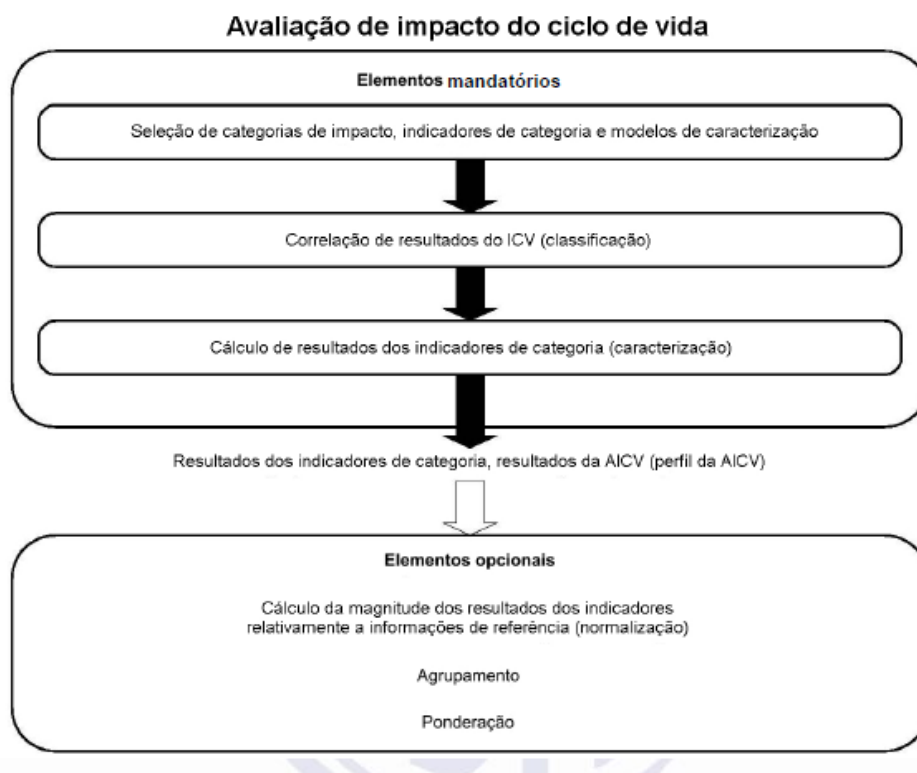 Avaliação de impacto do ciclo de vida
Elementos mandatórios
Seleção de categorias de impacto, indicadores de categoria e modelos de caracterização
Correlação de resultados do ICV (classificação)
Cálculo de resultados dos indicadores de categoria (caracterização)
Resultados dos indicadores de categoria, resultados da AICV (perfil da AICV)
Elementos opcionais
Cálculo da magnitude dos resultados dos indicadores
relativamente a informações de referência (normalização)
Agrupamento
Ponderação